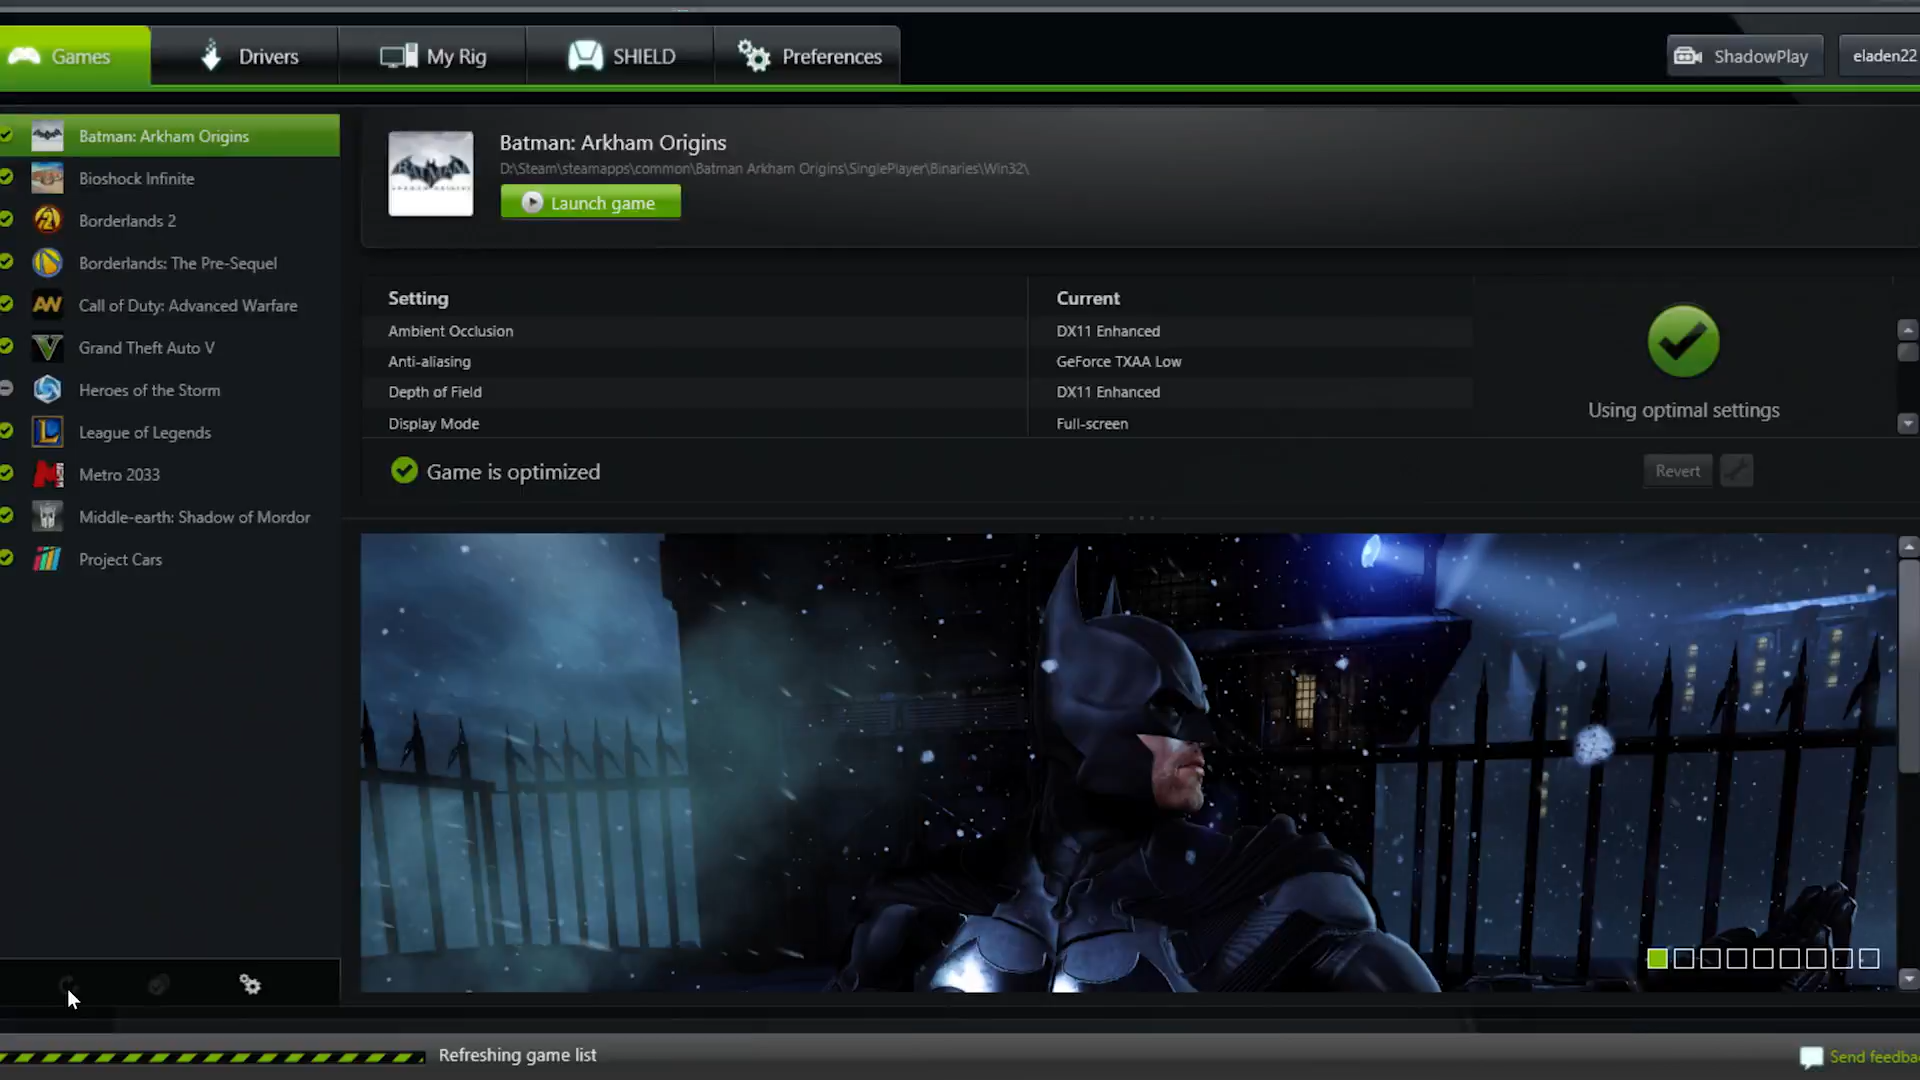 Games
Drivers
My Rig
SHIELD
Preferences
ShadowPlay
eladen22
Batman: Arkham Origins
Bioshock Infinite
Borderlands 2
Borderlands: The Pre-Sequel
Call of Duty: Advanced Warfare
Grand Theft Auto V
Heroes of the Storm
League of Legends
Metro 2033
Middle-earth: Shadow of Mordor
Project Cars
Batman: Arkham Origins
D:\Steam\steamapps\common\Batman Arkham Origins\SinglePlayer\Binaries\Win32\
Launch game
Setting Current
Ambient Occlusion DX11 Enhanced
Anti-aliasing GeForce TXAA Low
Depth of Field DX11 Enhanced
Display Mode Full-screen
Using optimal settings
Game is optimized
Revert
Refreshing game list
Send feedba